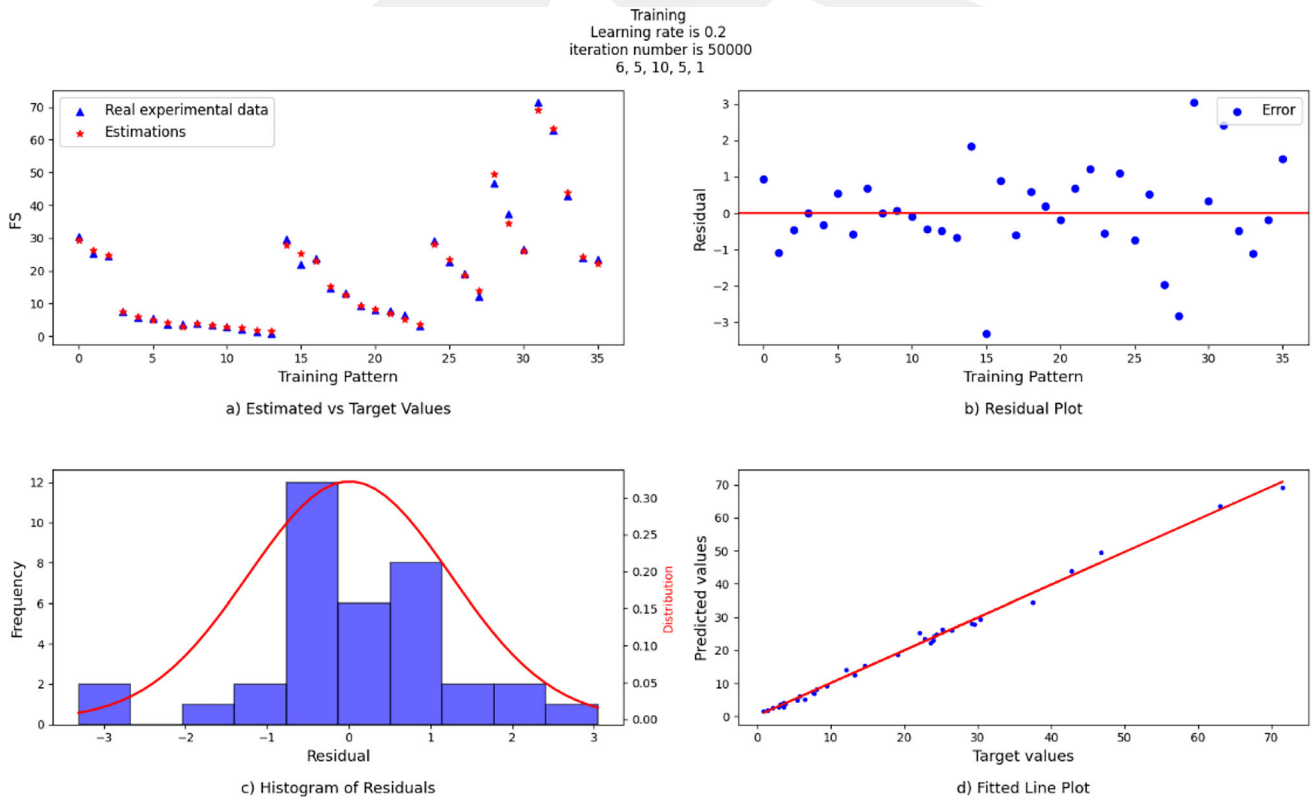 Training
Learning rate is 0.2
iteration number is 50000
6, 5, 10, 5, 1
Real experimental data
Estimations
FS
70
60
50
40
30
20
10
0
0 5 10 15 20 25 30 35
Training Pattern
a) Estimated vs Target Values
Error
Residual
3
2
1
0
−1
−2
−3
0 5 10 15 20 25 30 35
Training Pattern
b) Residual Plot
Frequency
12
10
8
6
4
2
0
−3 −2 −1 0 1 2 3
Residual
0.30
0.25
0.20
0.15
0.10
0.05
0.00
Distribution
c) Histogram of Residuals
Predicted values
70
60
50
40
30
20
10
0
0 10 20 30 40 50 60 70
Target values
d) Fitted Line Plot